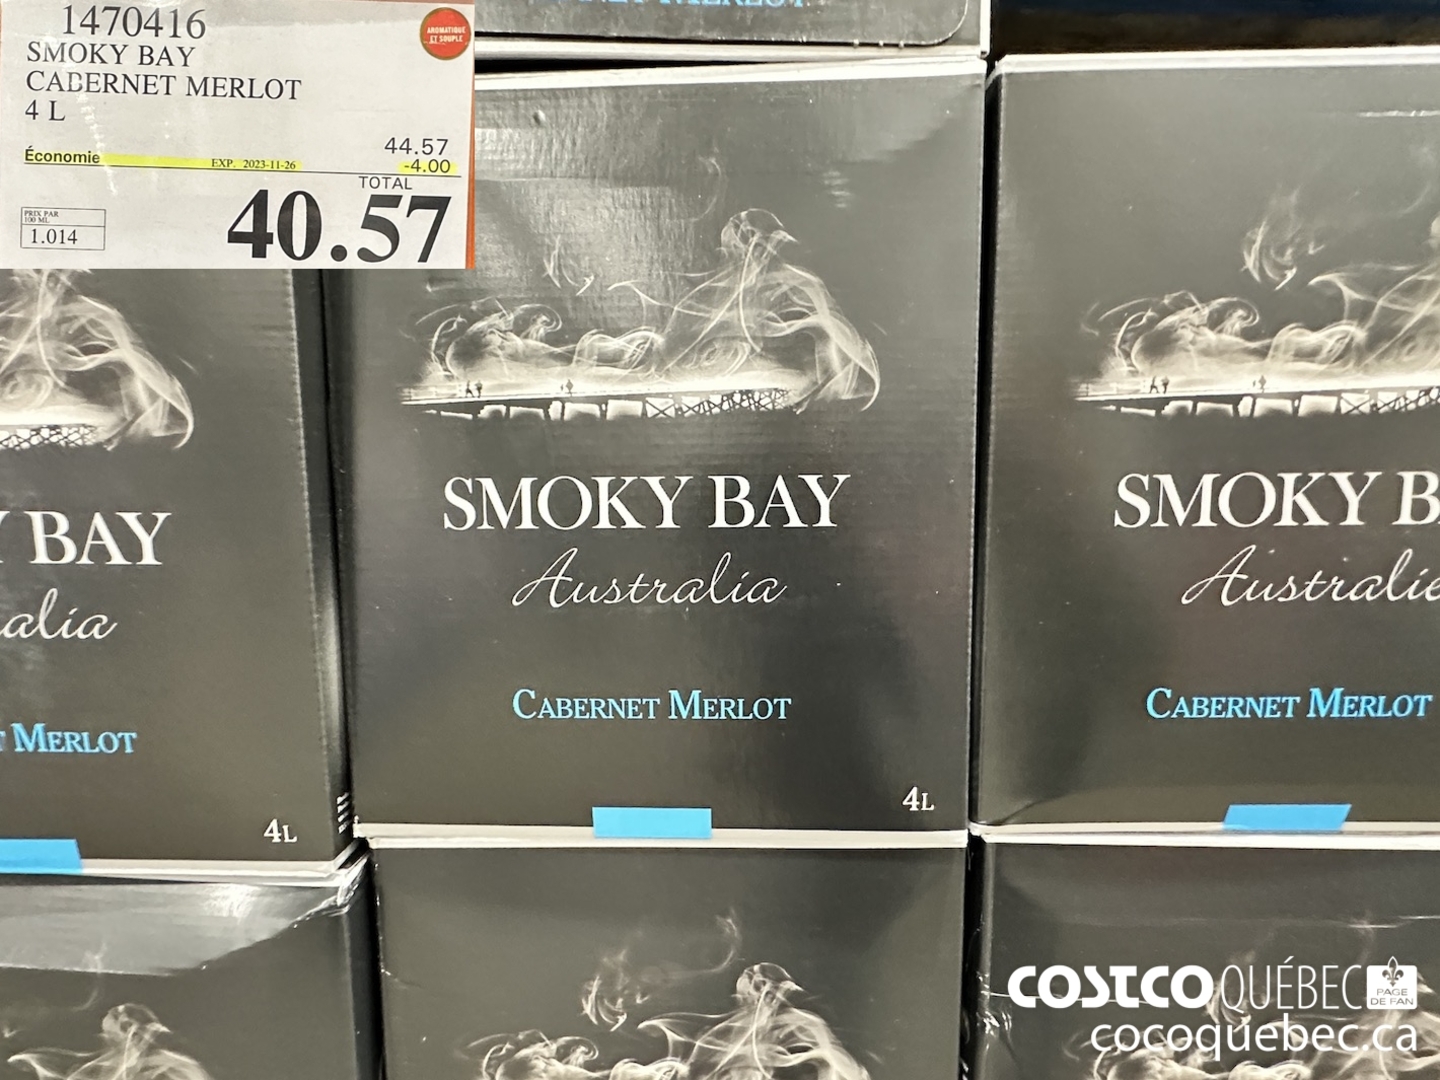 MERLOT
1470416
AROMATIQUE
ET SOUPLE
SMOKY BAY
CABERNET MERLOT
4 L
44.57
Économie EXP. 2023-11-26 -4.00
TOTAL
40.57
PRIX PAR
100 ML
1.014
SMOKY BAY
Australia
CABERNET MERLOT
4L
BAY
alia
MERLOT
4L
SMOKY B
Australie
CABERNET MERLOT
COSTCO QUÉBEC
PAGE
DE FAN
cocoquebec.ca